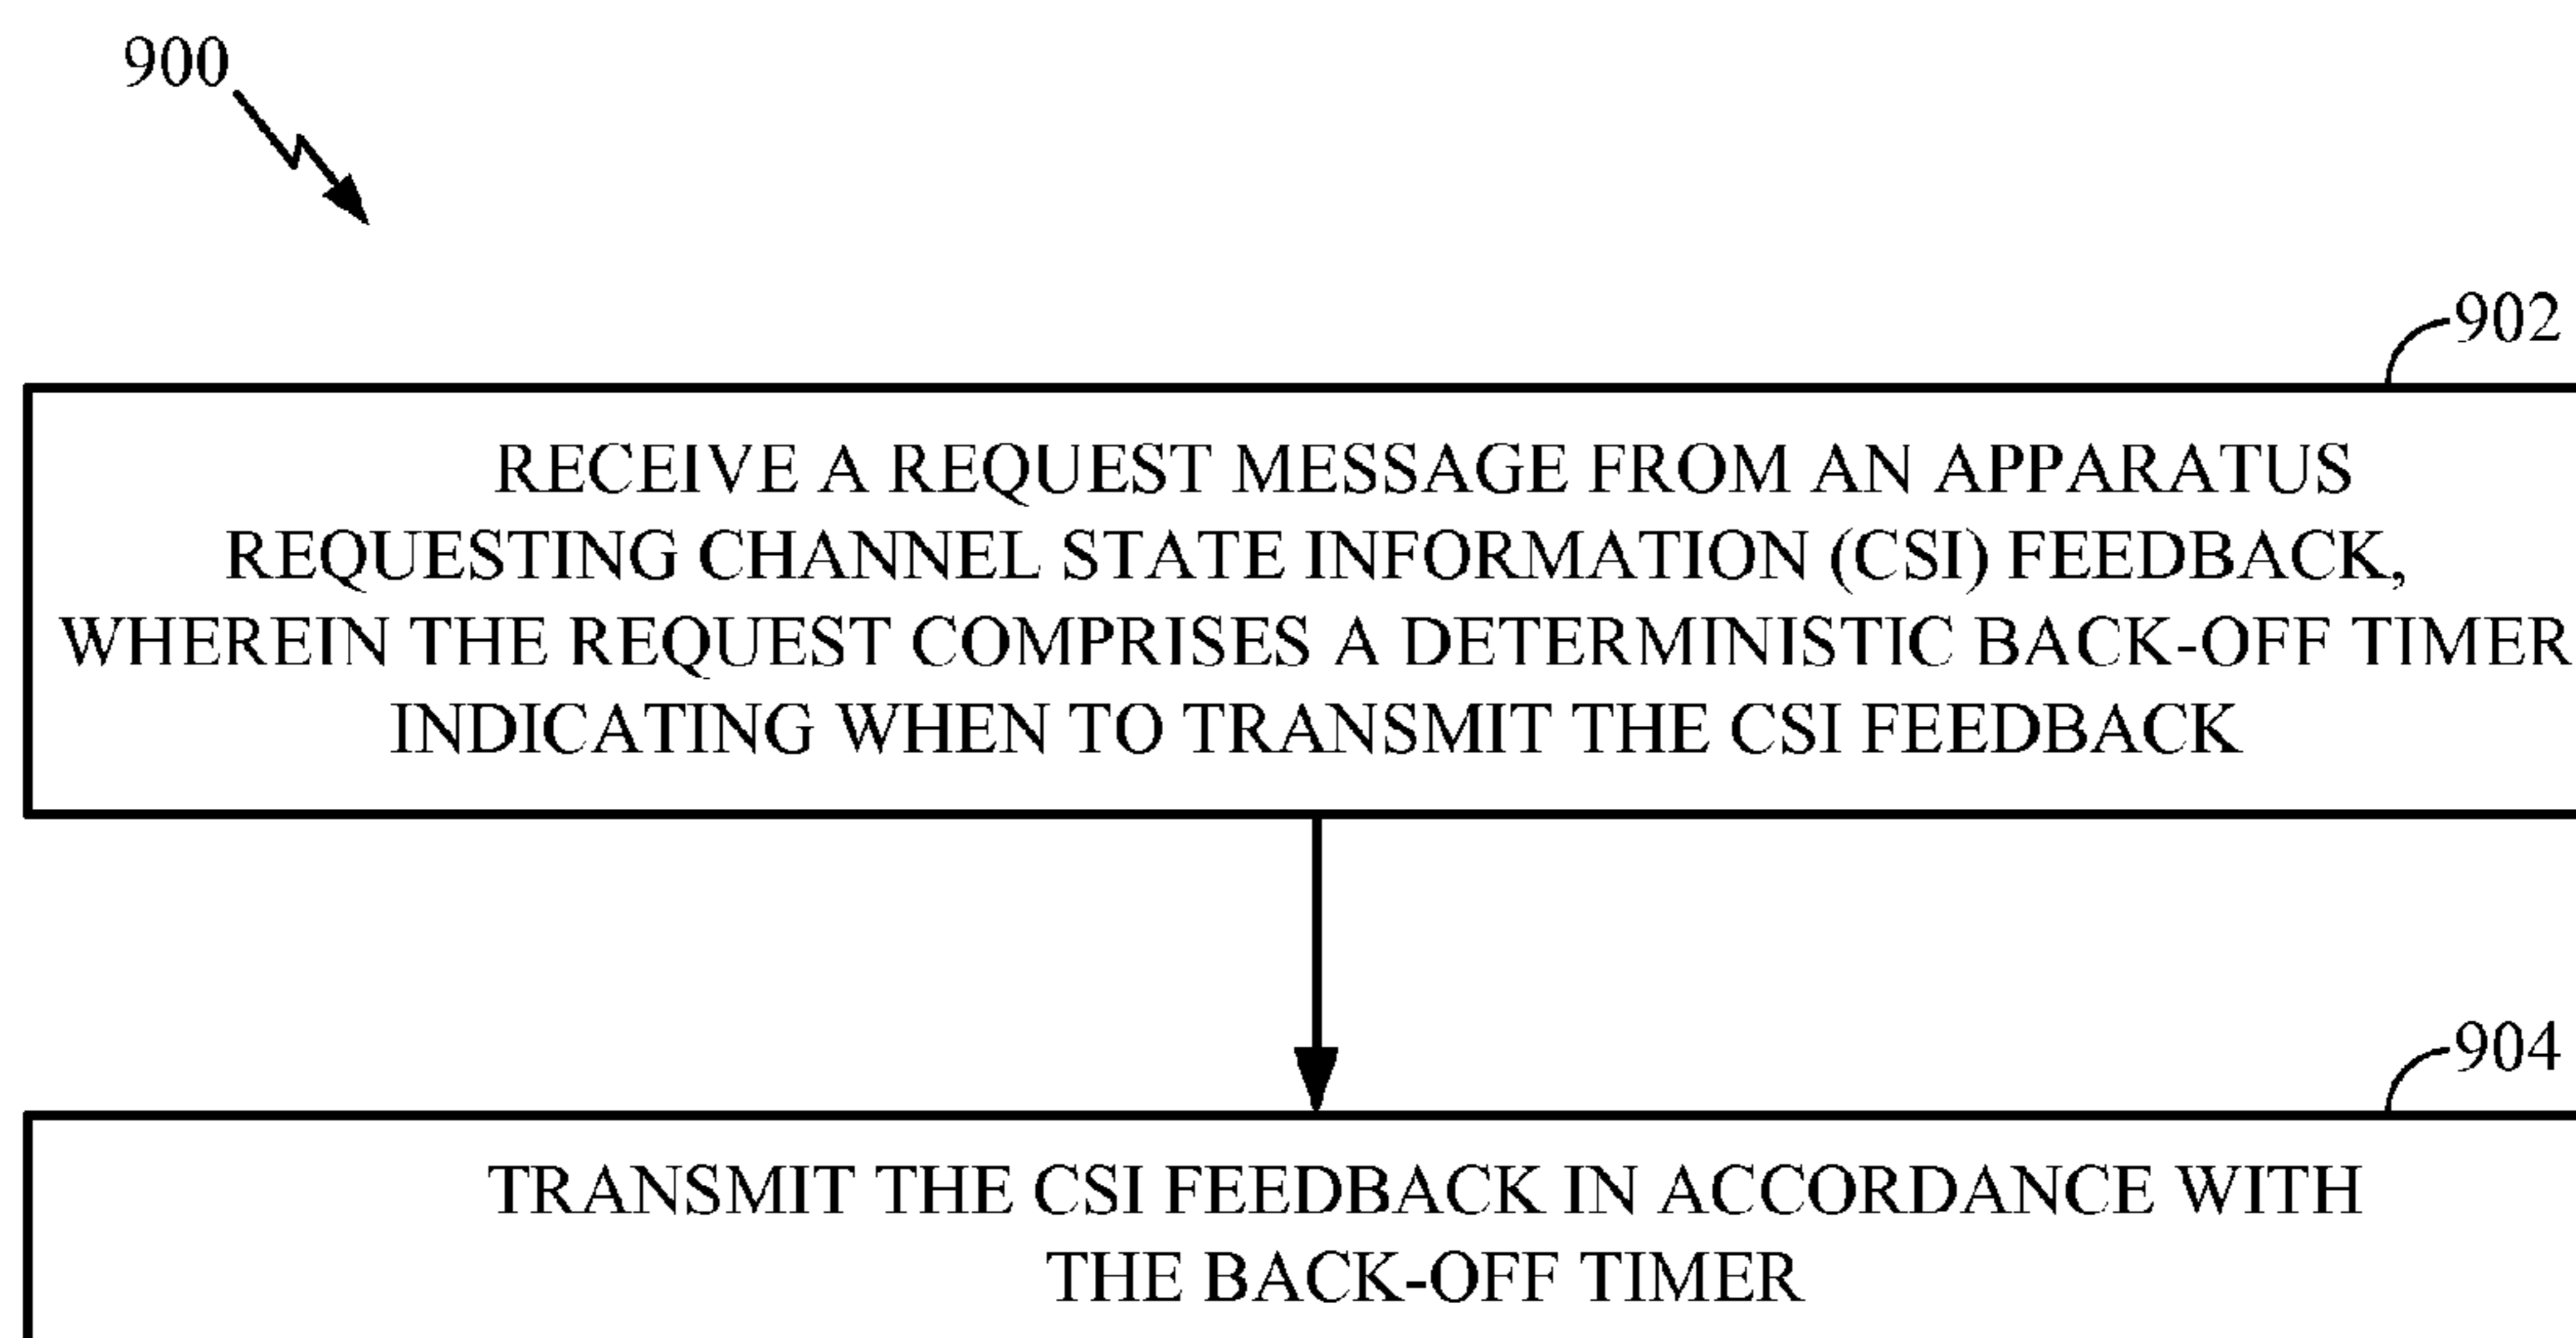 900
902
RECEIVE A REQUEST MESSAGE FROM AN APPARATUS
REQUESTING CHANNEL STATE INFORMATION (CSI) FEEDBACK,
WHEREIN THE REQUEST COMPRISES A DETERMINISTIC BACK-OFF TIMER
INDICATING WHEN TO TRANSMIT THE CSI FEEDBACK
904
TRANSMIT THE CSI FEEDBACK IN ACCORDANCE WITH
THE BACK-OFF TIMER